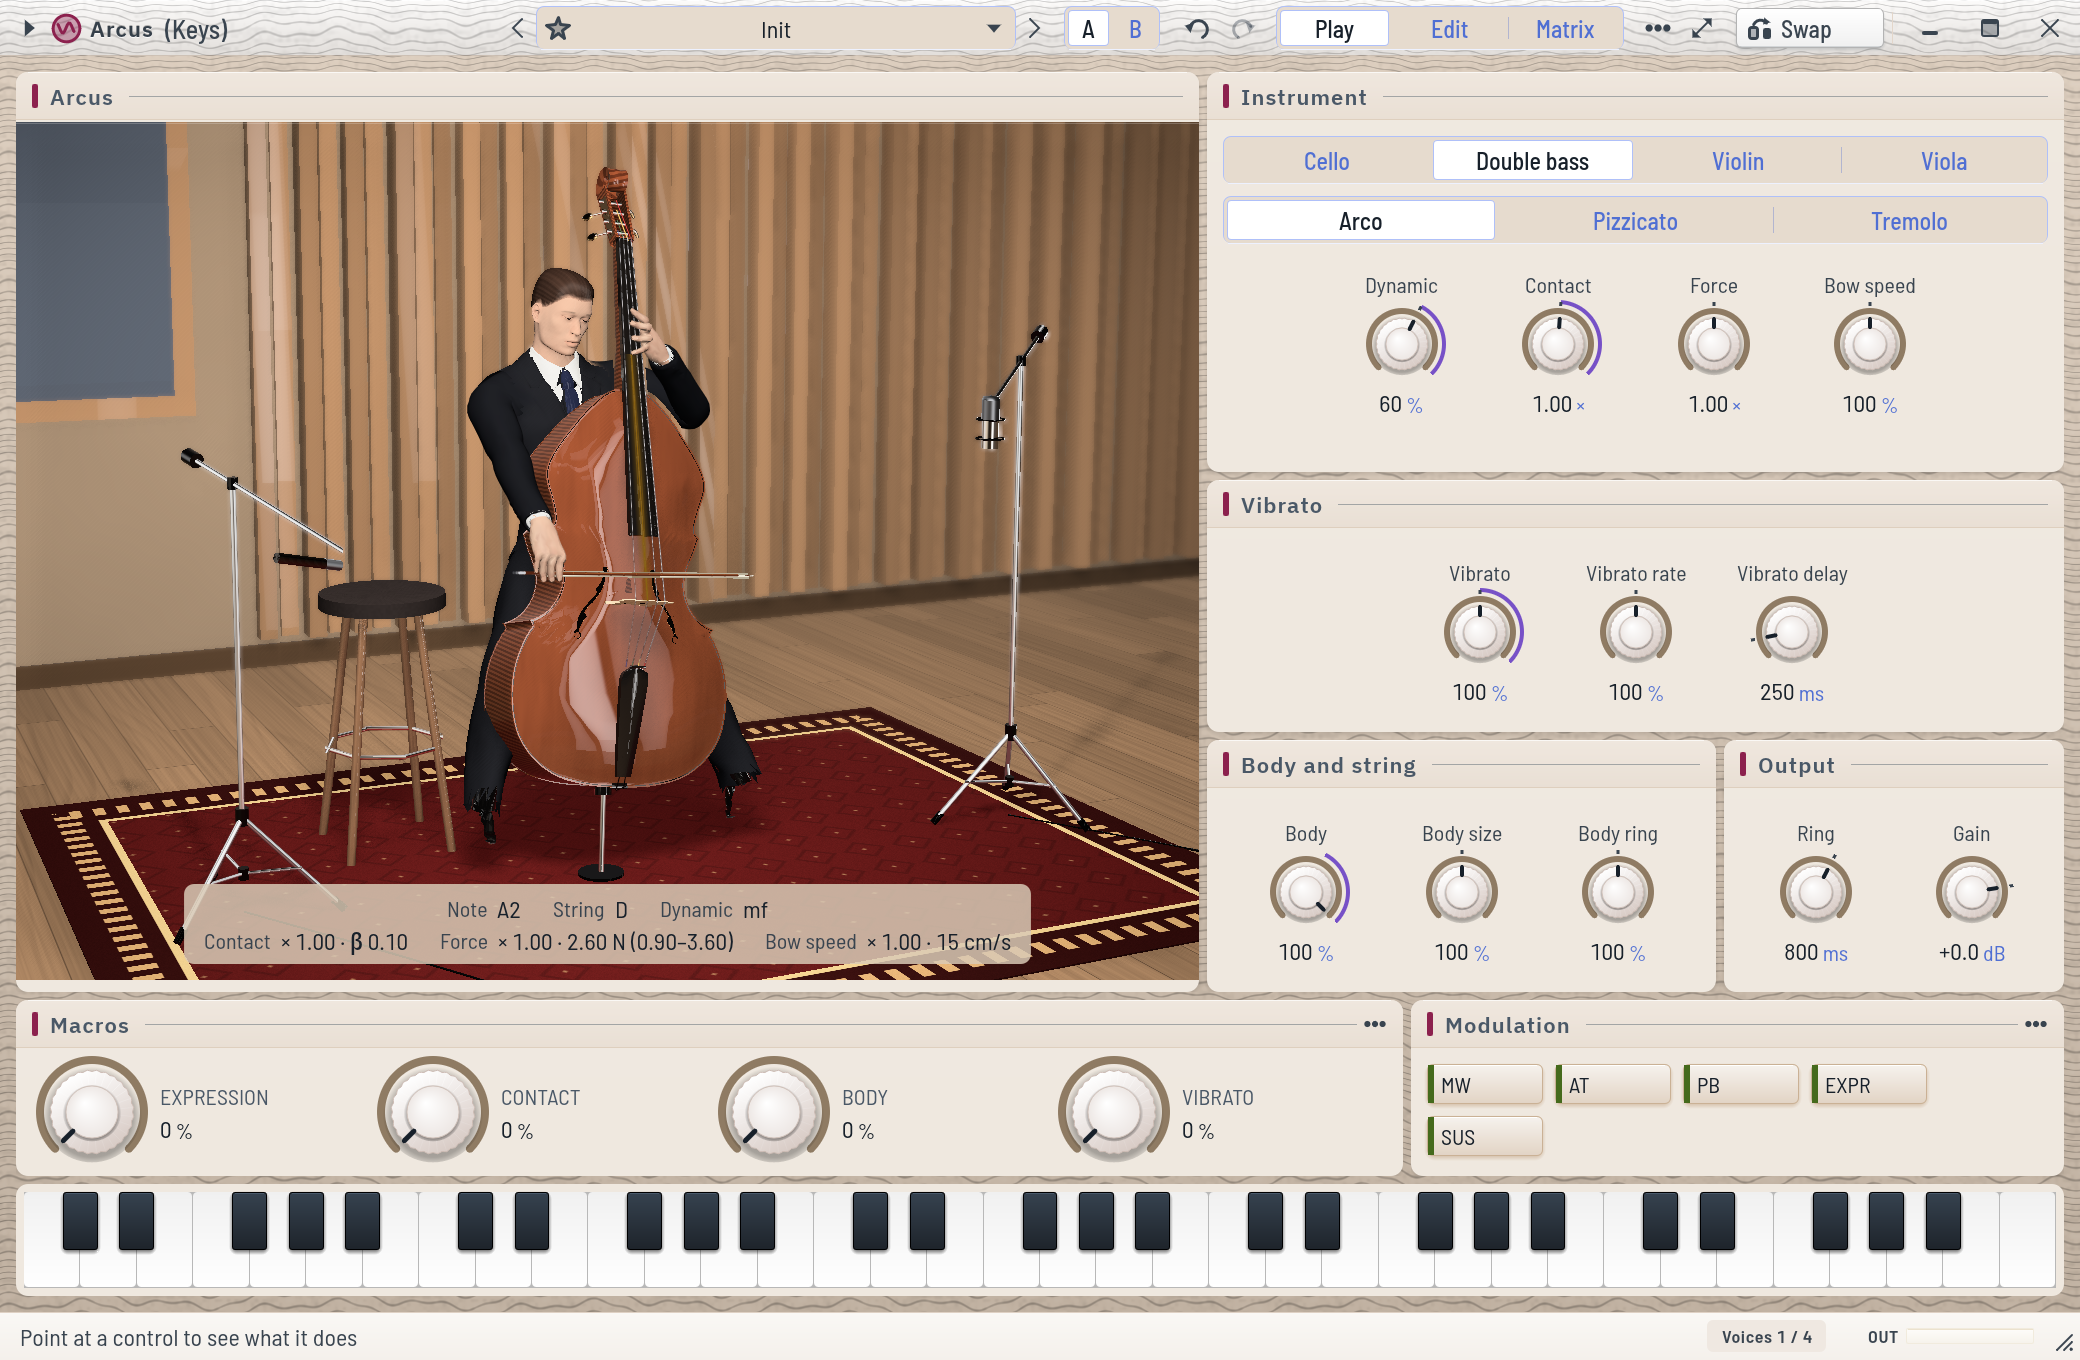 Arcus (Keys)
Init
A B
Play Edit Matrix
Swap
Arcus
Note A2 String D Dynamic mf
Contact × 1.00 · β 0.10 Force × 1.00 · 2.60 N (0.90–3.60) Bow speed × 1.00 · 15 cm/s
Instrument
Cello Double bass Violin Viola
Arco Pizzicato Tremolo
Dynamic Contact Force Bow speed
60 % 1.00 × 1.00 × 100 %
Vibrato
Vibrato Vibrato rate Vibrato delay
100 % 100 % 250 ms
Body and string
Body Body size Body ring
100 % 100 % 100 %
Output
Ring Gain
800 ms +0.0 dB
Macros
EXPRESSION
0 %
CONTACT
0 %
BODY
0 %
VIBRATO
0 %
Modulation
MW AT PB EXPR
SUS
Point at a control to see what it does
Voices 1 / 4
OUT